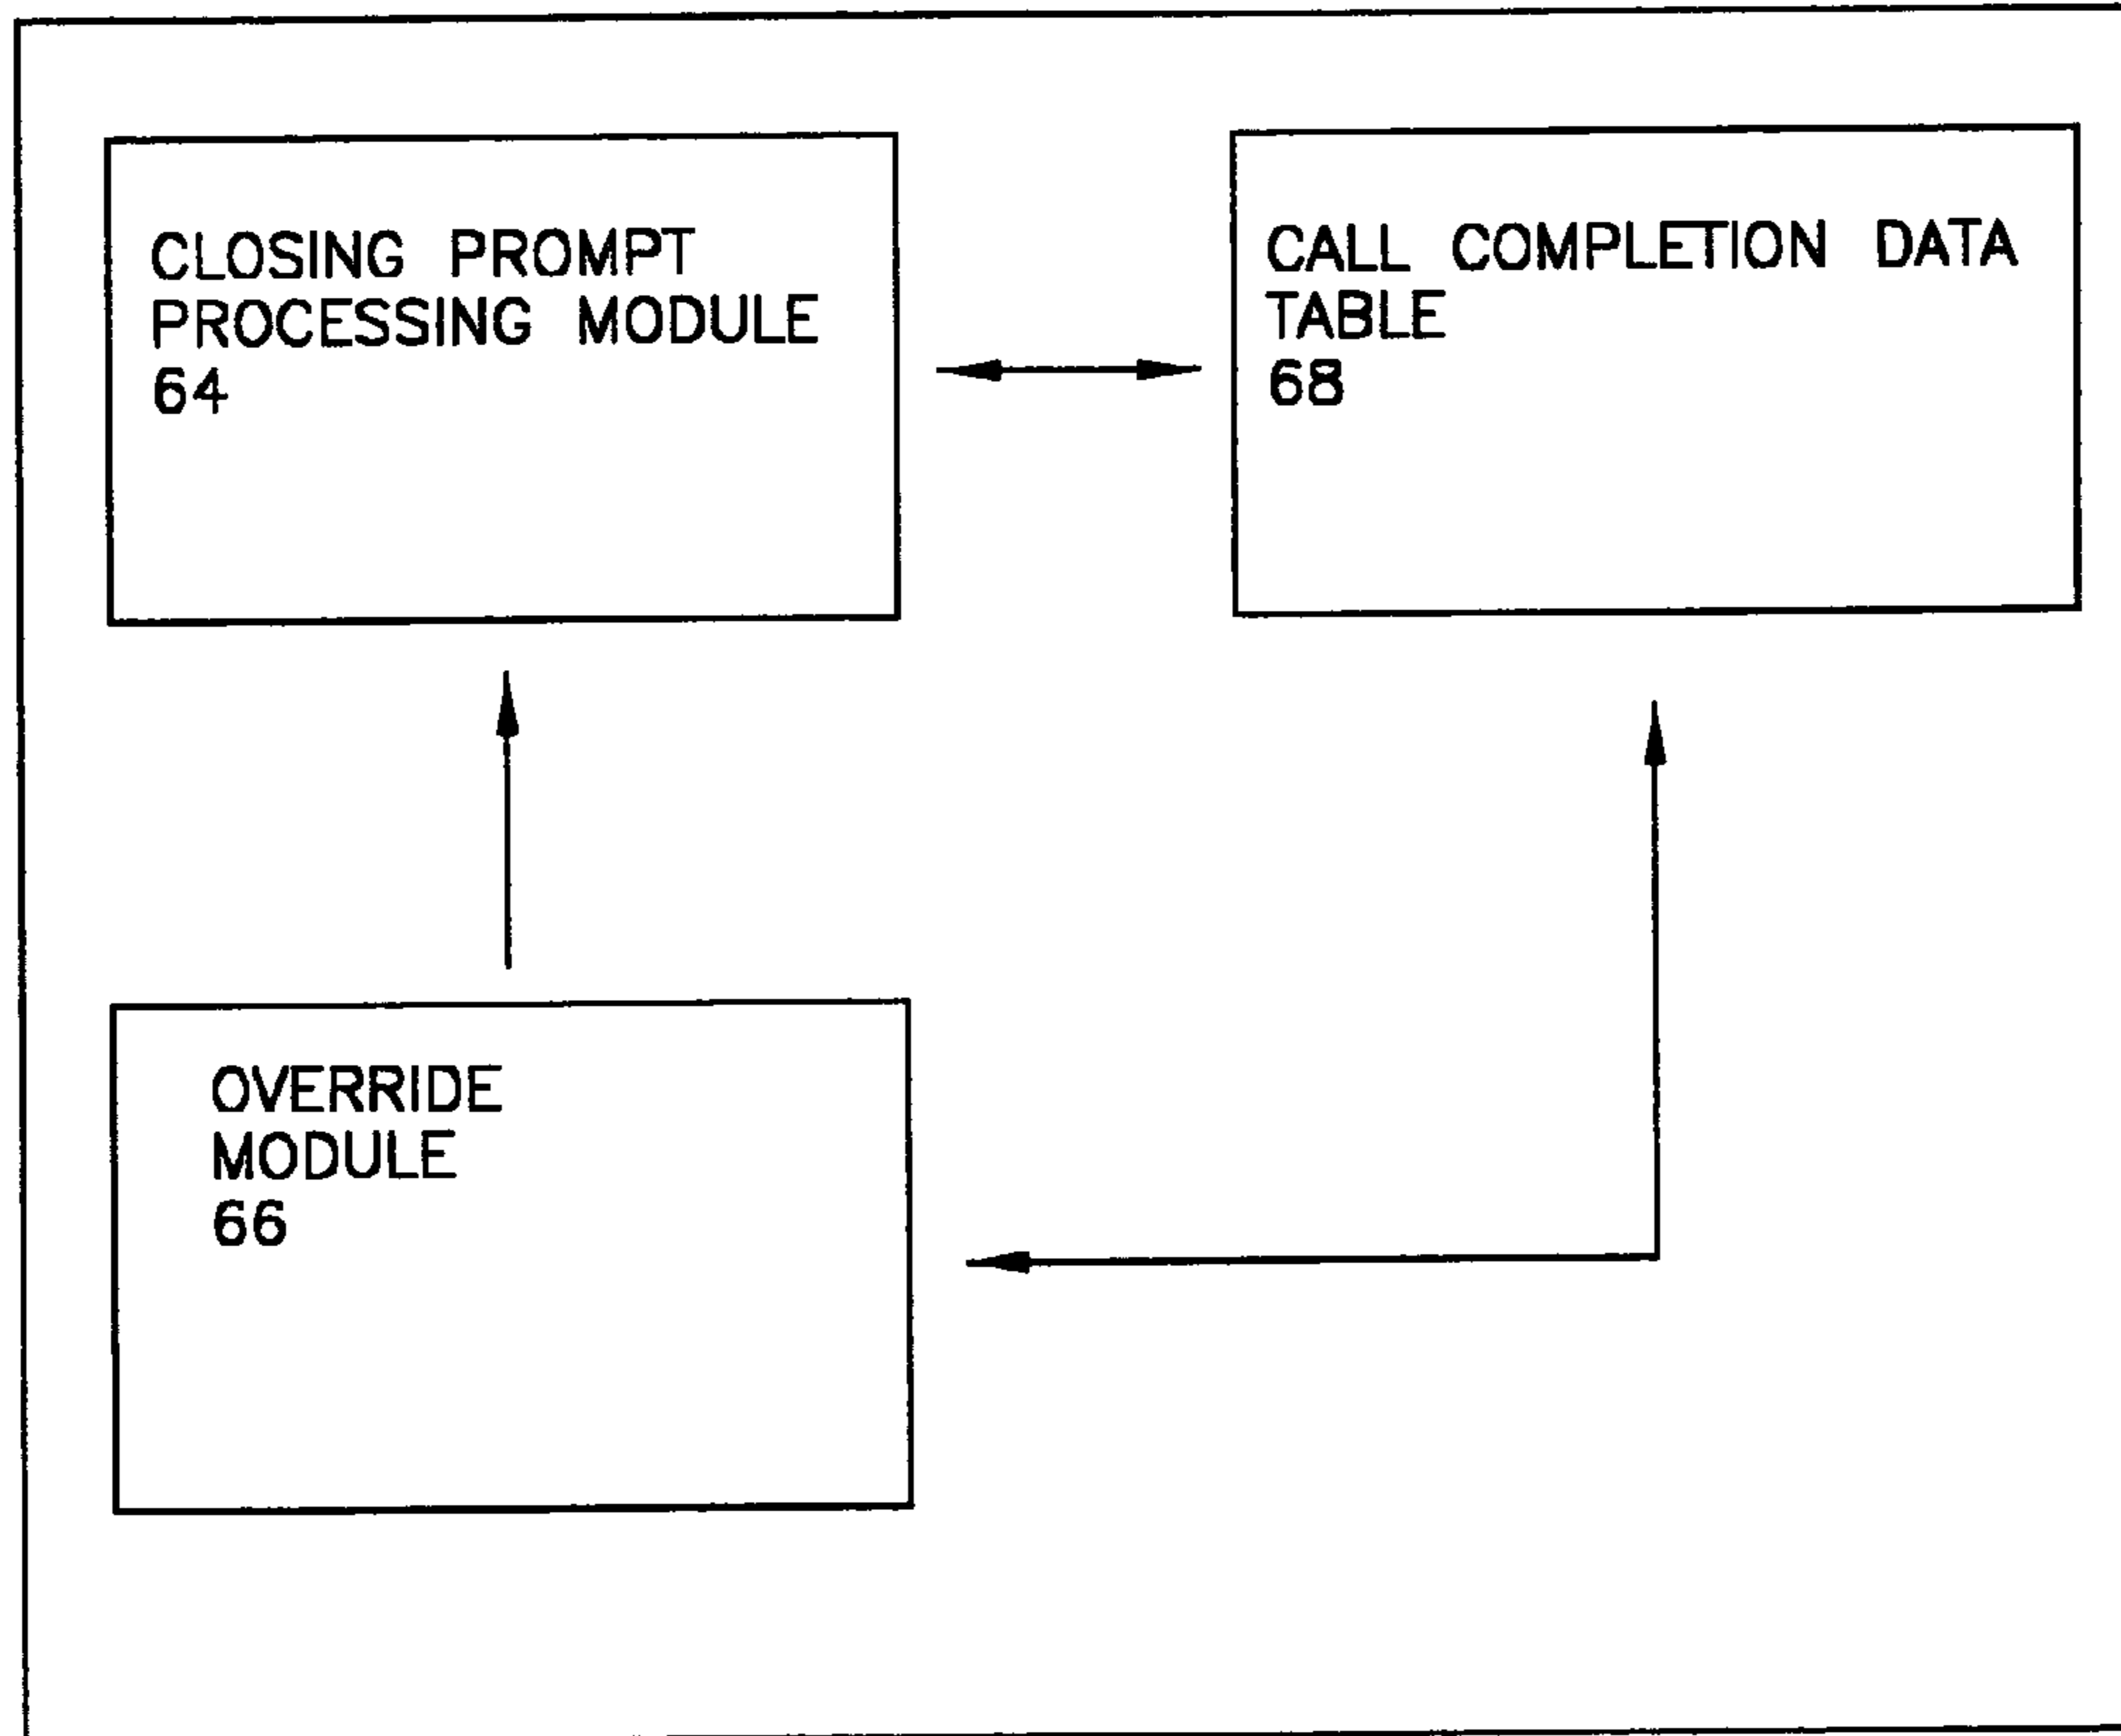 CLOSING PROMPT
PROCESSING MODULE
64
CALL COMPLETION DATA
TABLE
68
OVERRIDE
MODULE
66